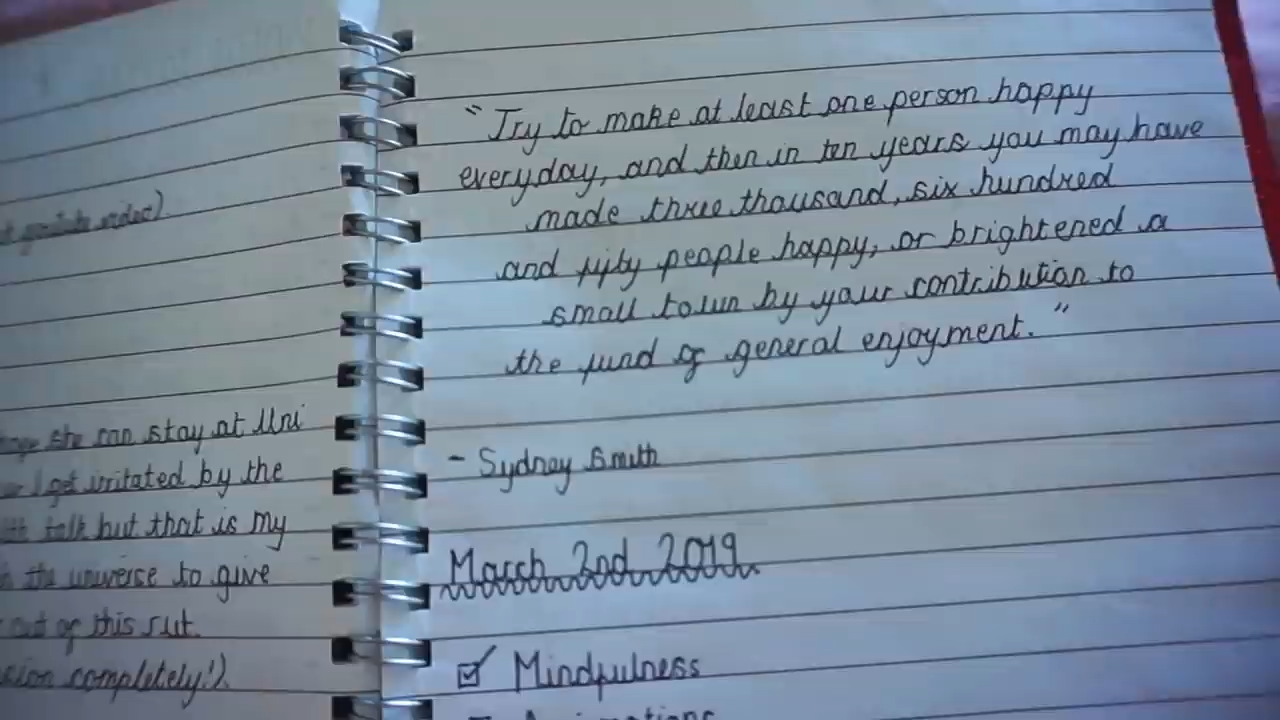 video).
she can stay at Uni
I get irritated by the
talk but that is my
the universe to give
out of this rut.
completely!).
"Try to make at least one person happy
everyday, and then in ten years you may have
made three thousand, six hundred
and fifty people happy, or brightened a
small town by your contribution to
the fund of general enjoyment."
- Sydney Smith
March 2nd 2019
☑ Mindfulness